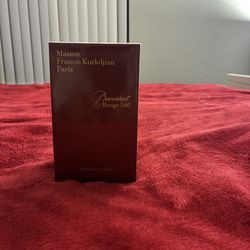 Maison
Francis Kurkdjian
Paris
Baccarat
Rouge 540